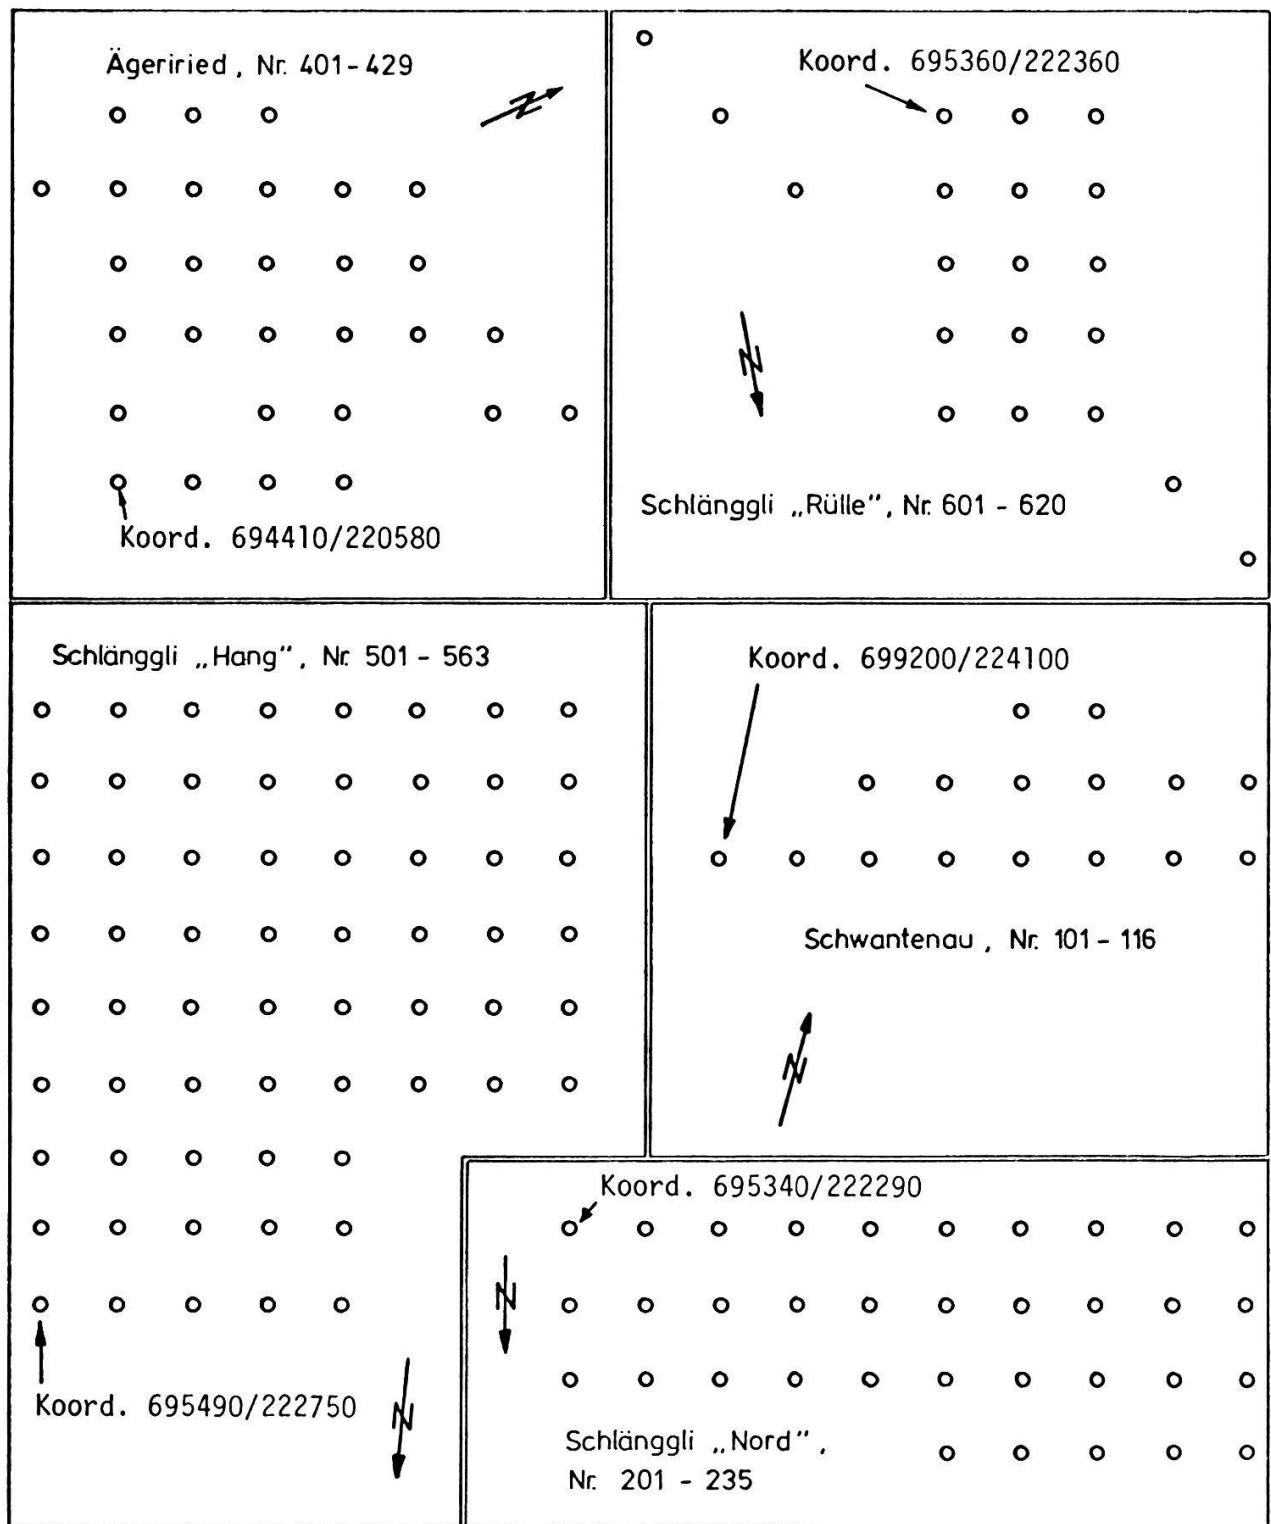 Ägeriried, Nr. 401-429
N
Koord. 694410/220580
Koord. 695360/222360
N
Schlänggli „Rülle", Nr. 601 - 620
Schlänggli „Hang", Nr. 501 - 563
Koord. 695490/222750
N
Koord. 699200/224100
Schwantenau, Nr. 101 - 116
N
Koord. 695340/222290
N
Schlänggli „Nord",
Nr. 201 - 235